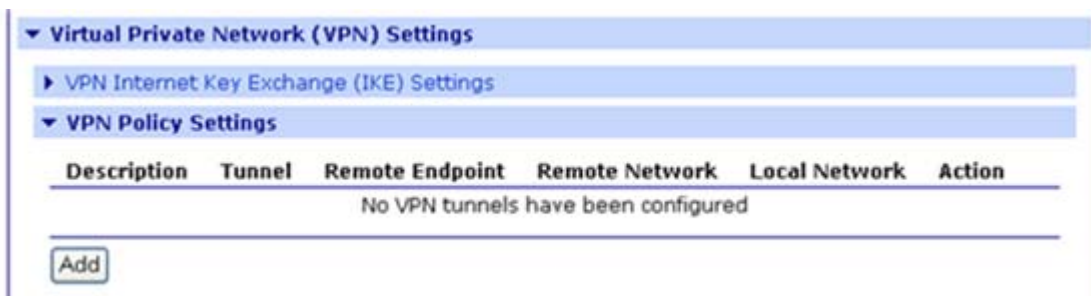 Virtual Private Network (VPN) Settings
VPN Internet Key Exchange (IKE) Settings
VPN Policy Settings
Description Tunnel Remote Endpoint Remote Network Local Network Action
No VPN tunnels have been configured
Add